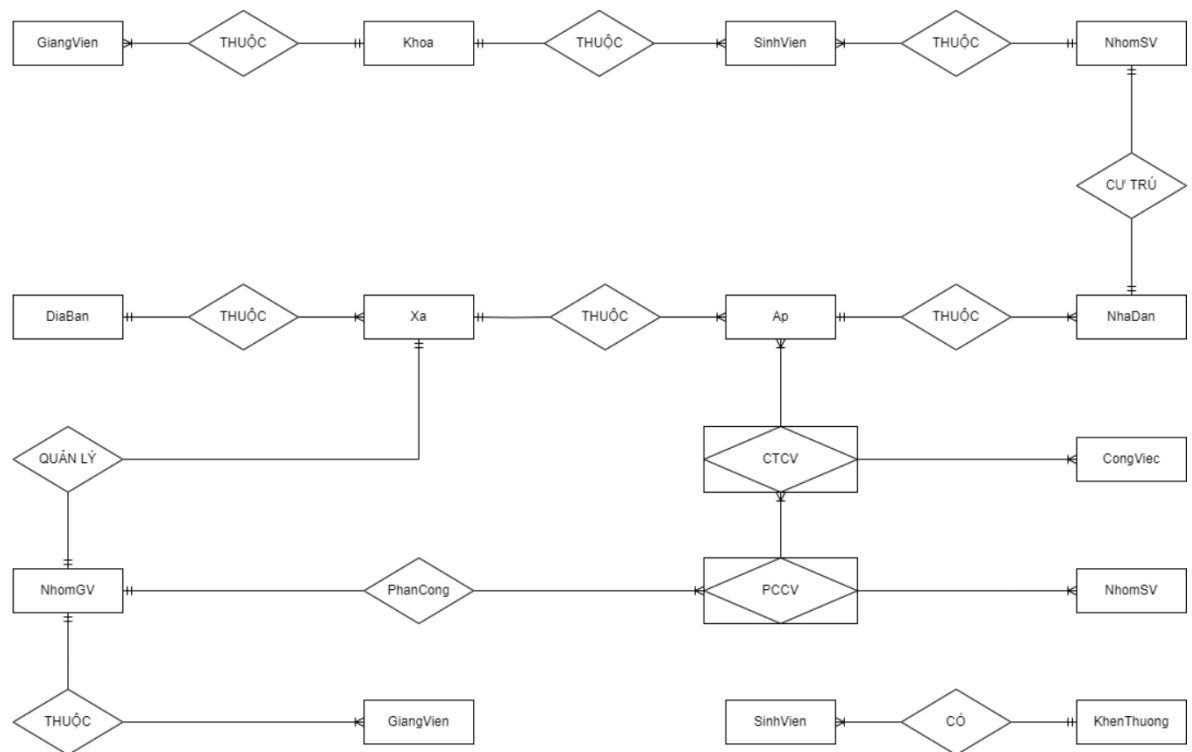 GiangVien
THUỘC
Khoa
THUỘC
SinhVien
THUỘC
NhomSV
CƯ TRÚ
DiaBan
THUỘC
Xa
THUỘC
Ap
THUỘC
NhaDan
QUẢN LÝ
CTCV
CongViec
NhomGV
PhanCong
PCCV
NhomSV
THUỘC
GiangVien
SinhVien
CÓ
KhenThuong